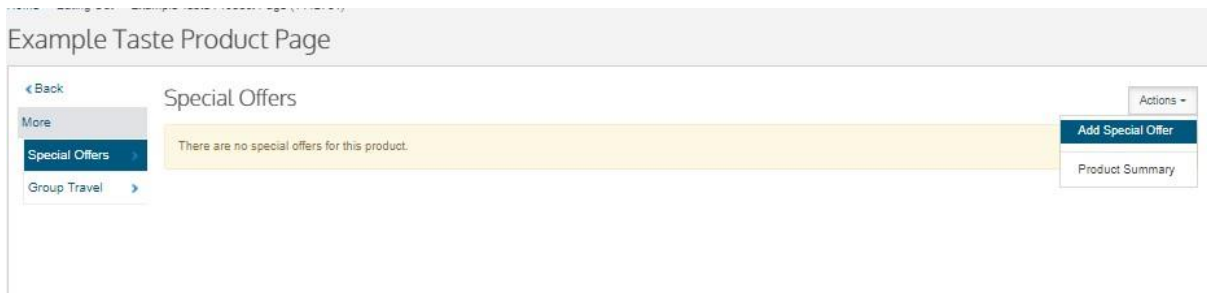 Example Taste Product Page
Back
Special Offers
Actions
More
Add Special Offer
Special Offers
There are no special offers for this product.
Product Summary
Group Travel